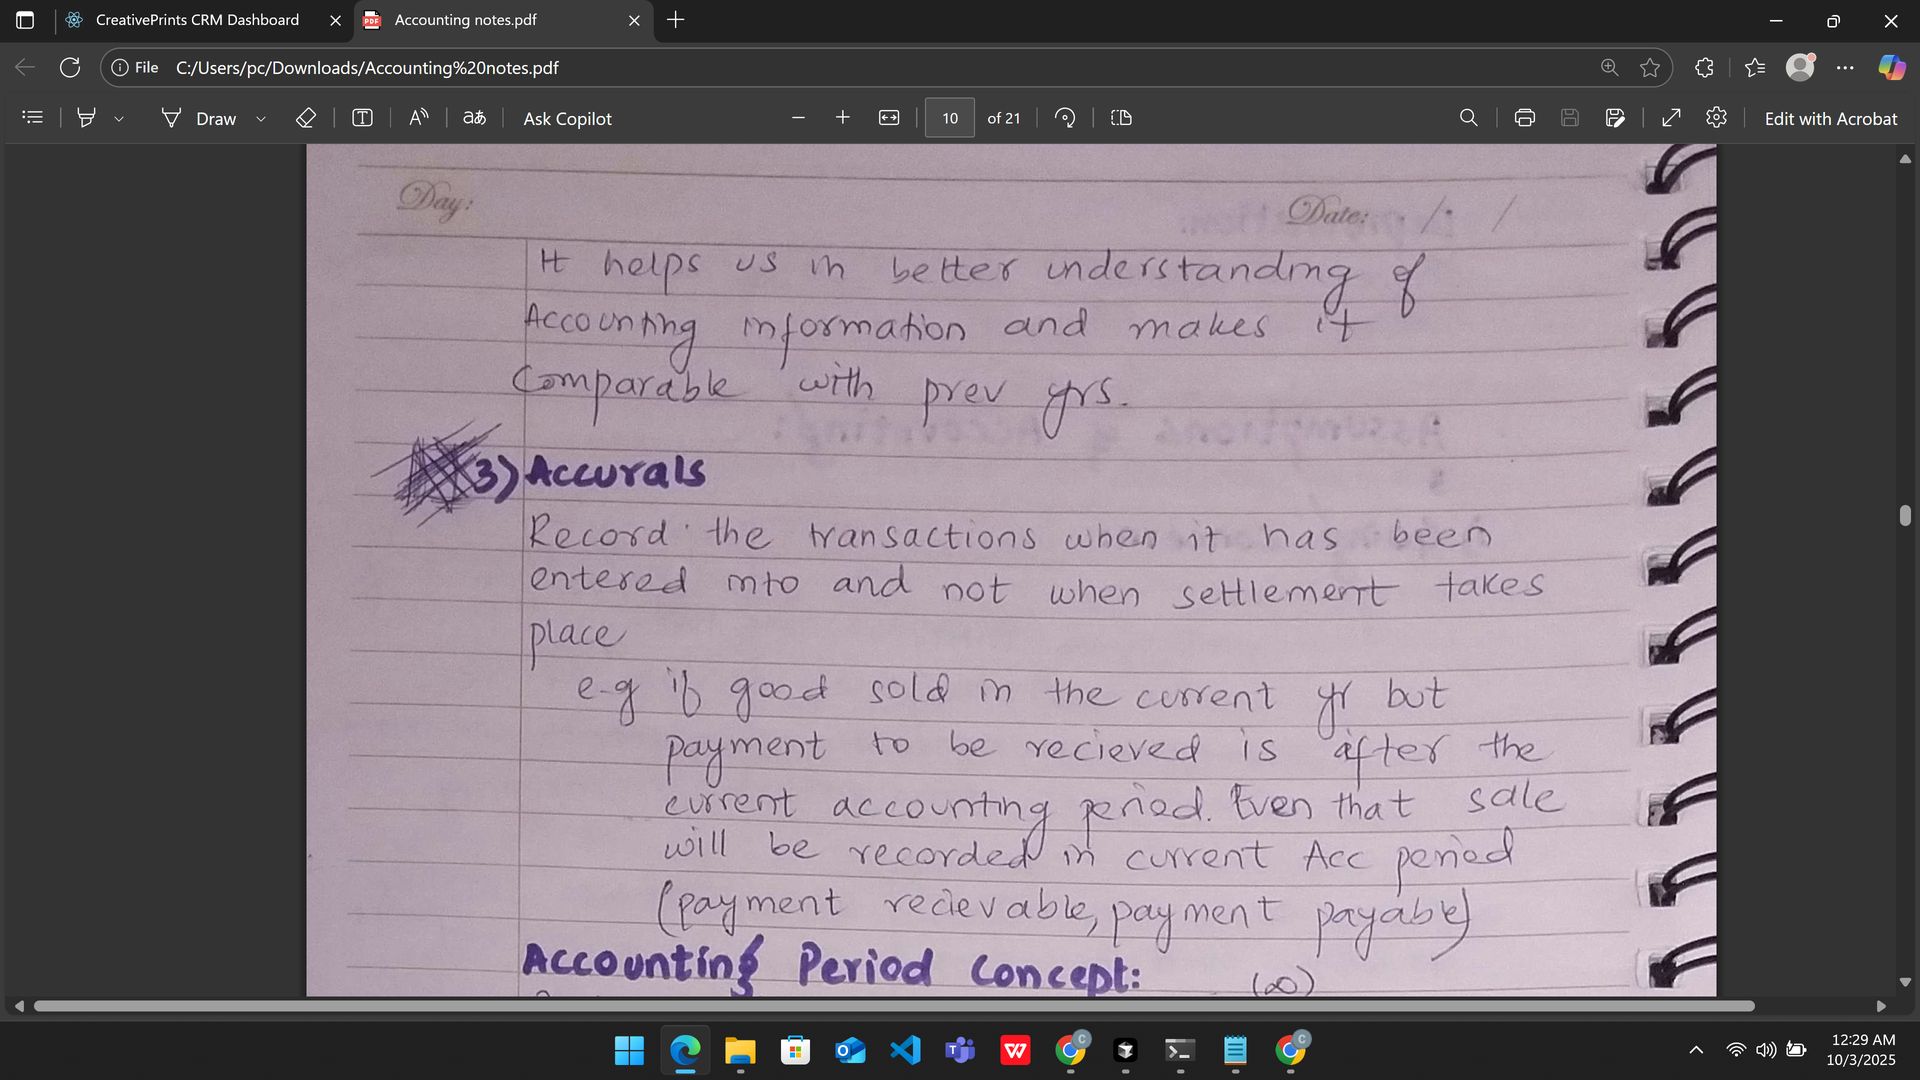 CreativePrints CRM Dashboard
Accounting notes.pdf
File C:/Users/pc/Downloads/Accounting%20notes.pdf
Draw
Ask Copilot
10 of 21
Edit with Acrobat
Day:
Date: / /
It helps us in better understanding of
Accounting information and makes it
Comparable with prev yrs.
3) Accurals
Record the transactions when it has been
entered into and not when settlement takes
place
e-g if good sold in the current yr but
payment to be recieved is after the
current accounting period. Even that sale
will be recorded in current Acc period
(payment recievable, payment payable)
Accounting Period Concept: (∞)
12:29 AM
10/3/2025